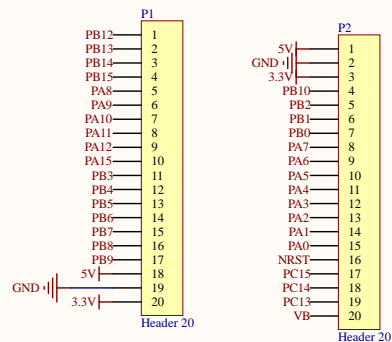 P1
PB12 1
PB13 2
PB14 3
PB15 4
PA8 5
PA9 6
PA10 7
PA11 8
PA12 9
PA15 10
PB3 11
PB4 12
PB5 13
PB6 14
PB7 15
PB8 16
PB9 17
5V 18
GND 19
3.3V 20
Header 20
P2
5V 1
GND 2
3.3V 3
PB10 4
PB2 5
PB1 6
PB0 7
PA7 8
PA6 9
PA5 10
PA4 11
PA3 12
PA2 13
PA1 14
PA0 15
NRST 16
PC15 17
PC14 18
PC13 19
VB 20
Header 20